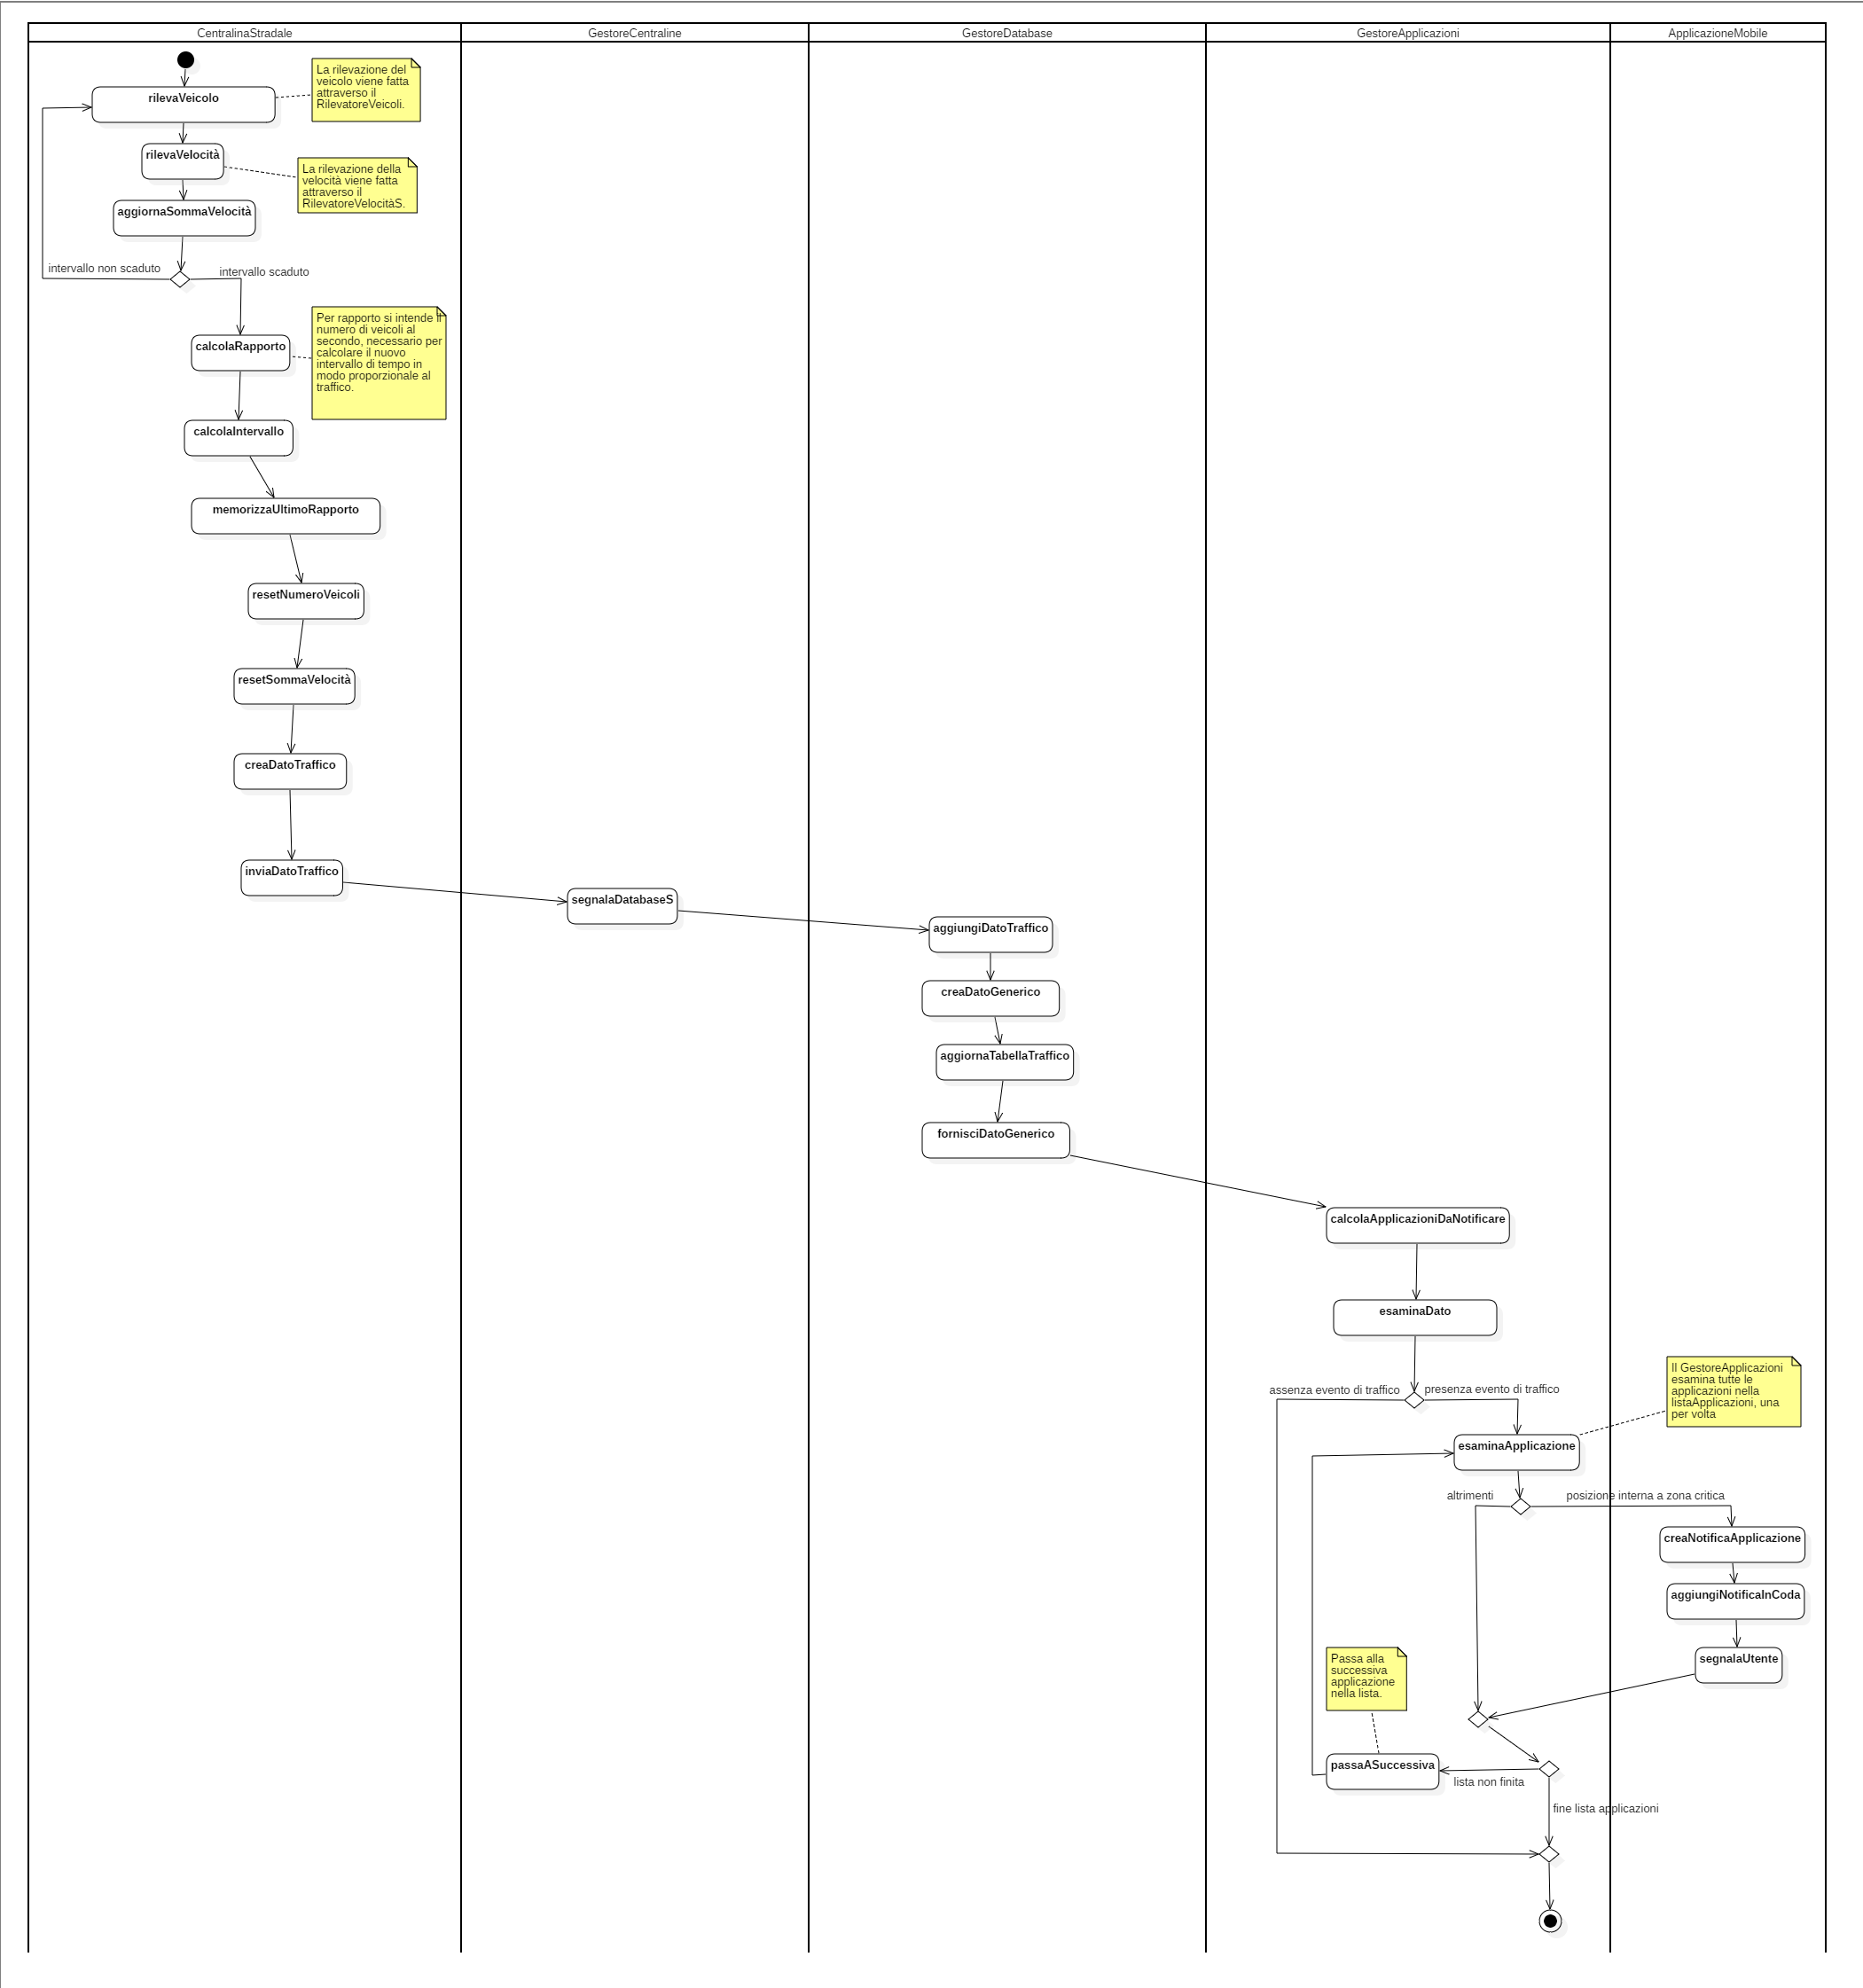 CentralinaStradale
GestoreCentraline
GestoreDatabase
GestoreApplicazioni
ApplicazioneMobile
La rilevazione del
veicolo viene fatta
attraverso il
RilevatoreVeicoli.
rilevaVeicolo
rilevaVelocità
La rilevazione della
velocità viene fatta
attraverso il
RilevatoreVelocitàS.
aggiornaSommaVelocità
intervallo non scaduto
intervallo scaduto
Per rapporto si intende il
numero di veicoli al
secondo, necessario per
calcolare il nuovo
intervallo di tempo in
modo proporzionale al
traffico.
calcolaRapporto
calcolaIntervallo
memorizzaUltimoRapporto
resetNumeroVeicoli
resetSommaVelocità
creaDatoTraffico
inviaDatoTraffico
segnalaDatabaseS
aggiungiDatoTraffico
creaDatoGenerico
aggiornaTabellaTraffico
fornisciDatoGenerico
calcolaApplicazioniDaNotificare
esaminaDato
assenza evento di traffico
presenza evento di traffico
Il GestoreApplicazioni
esamina tutte le
applicazioni nella
listaApplicazioni, una
per volta
esaminaApplicazione
altrimenti
posizione interna a zona critica
creaNotificaApplicazione
aggiungiNotificaInCoda
segnalaUtente
Passa alla
successiva
applicazione
nella lista.
passaASuccessiva
lista non finita
fine lista applicazioni